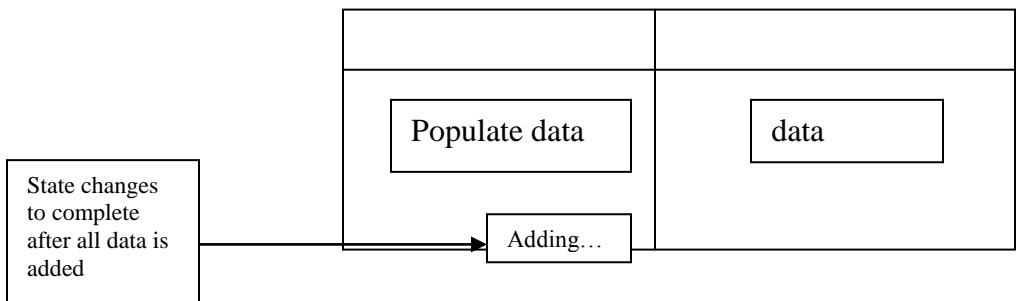 Populate data
data
State changes
to complete
after all data is
added
Adding…